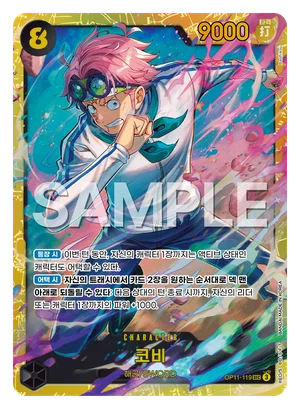 8
9000
타격
打
SAMPLE
등장 시 이번 턴 동안, 자신의 캐릭터 1장까지는 액티브 상태인
캐릭터도 어택할 수 있다.
어택 시 자신의 트래시에서 카드 2장을 원하는 순서대로 덱 맨
아래로 되돌릴 수 있다: 다음 상대의 턴 종료 시까지, 자신의 리더
또는 캐릭터 1장까지의 파워 +1000.
CHARACTER
코비
해군/SWORD
OP11-119 SEC 3